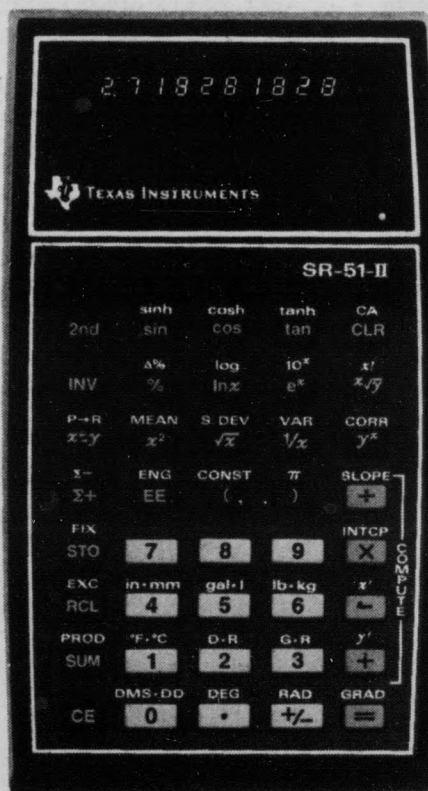 2.718281828
TEXAS INSTRUMENTS
SR-51-II
sinh cosh tanh CA
2nd sin cos tan CLR
Δ% log 10ˣ x!
INV % lnx eˣ ˣ√y
P→R MEAN S DEV VAR CORR
x² √x 1/x yˣ
Σ- ENG CONST π SLOPE
Σ+ EE ( ) ÷
FIX INTCP
STO 7 8 9 X
EXC in·mm gal·l lb·kg x'
RCL 4 5 6 -
PROD °F·°C D·R G·R y'
SUM 1 2 3 +
DMS·DD DEG RAD GRAD
CE 0 . +/- =
COMPUTE